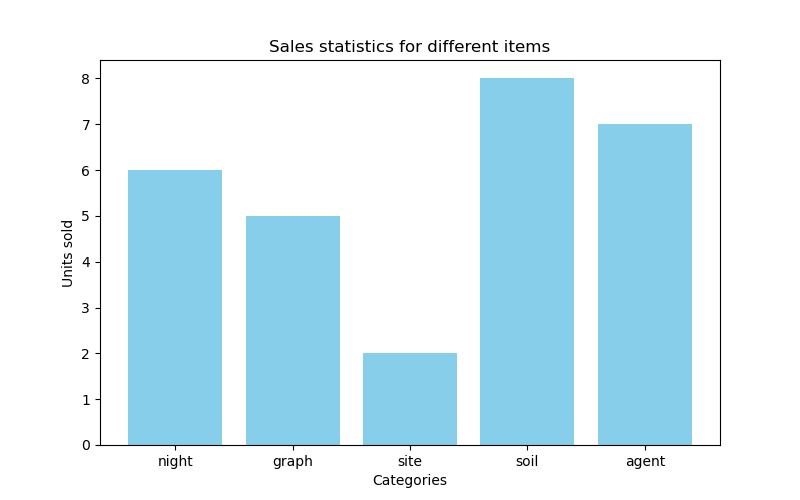 Sales statistics for different items
8
7
6
5
4
3
2
1
0
Units sold
night graph site soil agent
Categories